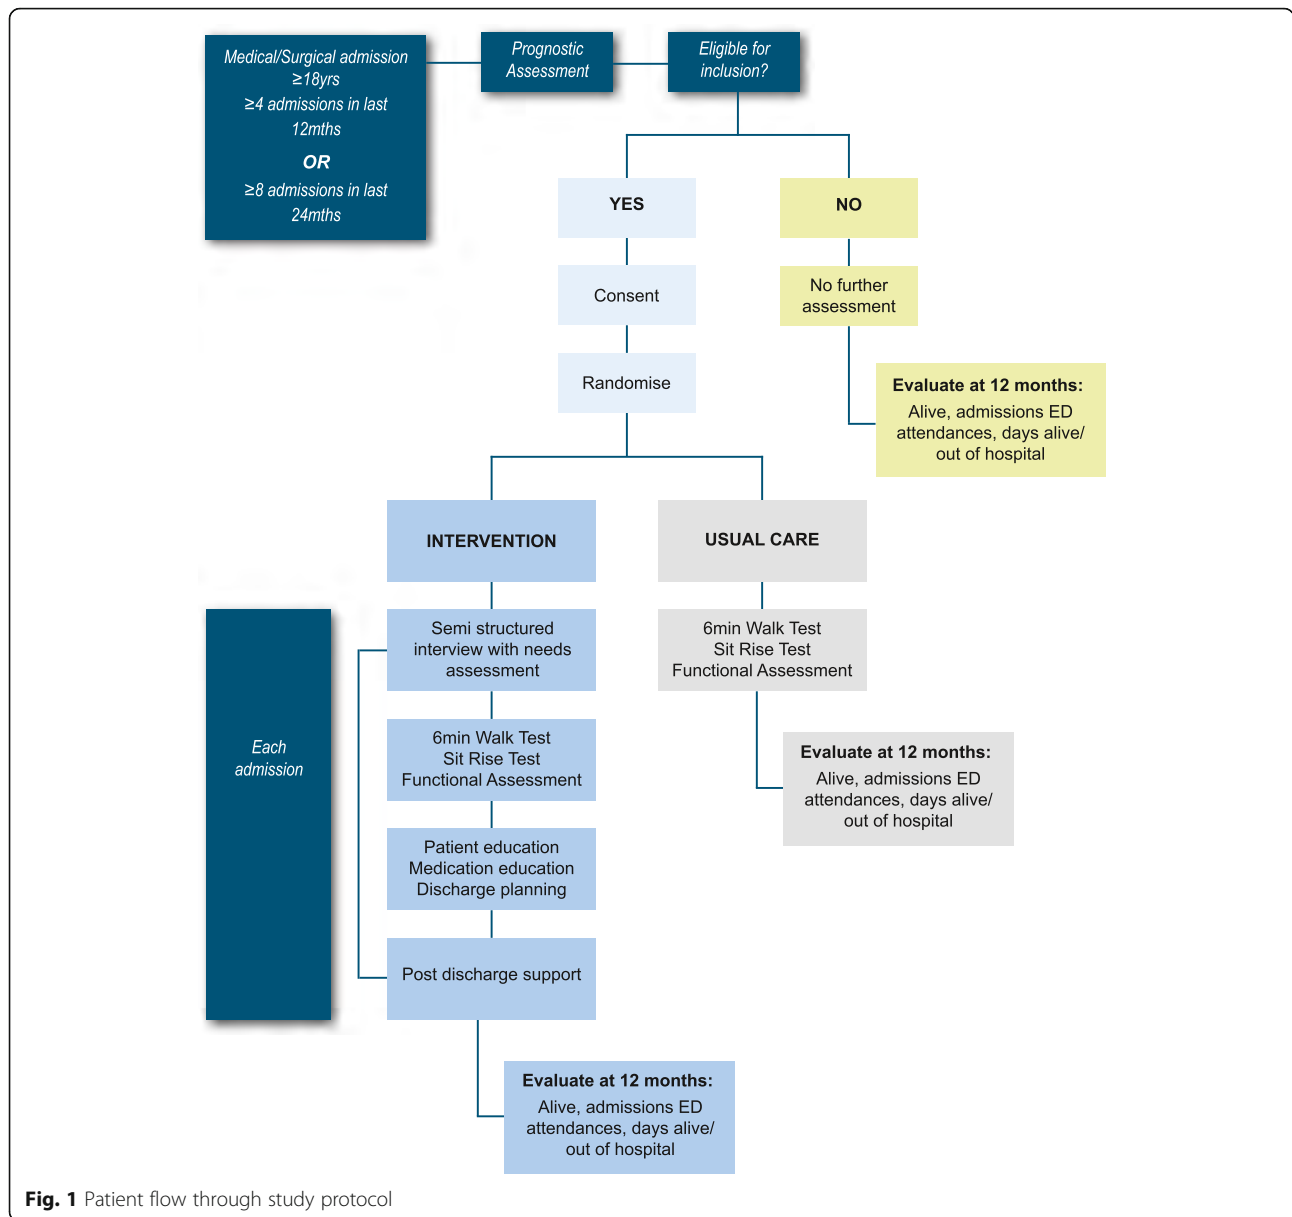 Medical/Surgical admission
≥18yrs
≥4 admissions in last
12mths
OR
≥8 admissions in last
24mths
Prognostic
Assessment
Eligible for
inclusion?
YES
NO
Consent
No further
assessment
Randomise
Evaluate at 12 months:
Alive, admissions ED
attendances, days alive/
out of hospital
INTERVENTION
USUAL CARE
Each
admission
Semi structured
interview with needs
assessment
6min Walk Test
Sit Rise Test
Functional Assessment
6min Walk Test
Sit Rise Test
Functional Assessment
Evaluate at 12 months:
Alive, admissions ED
attendances, days alive/
out of hospital
Patient education
Medication education
Discharge planning
Post discharge support
Evaluate at 12 months:
Alive, admissions ED
attendances, days alive/
out of hospital
Fig. 1 Patient flow through study protocol